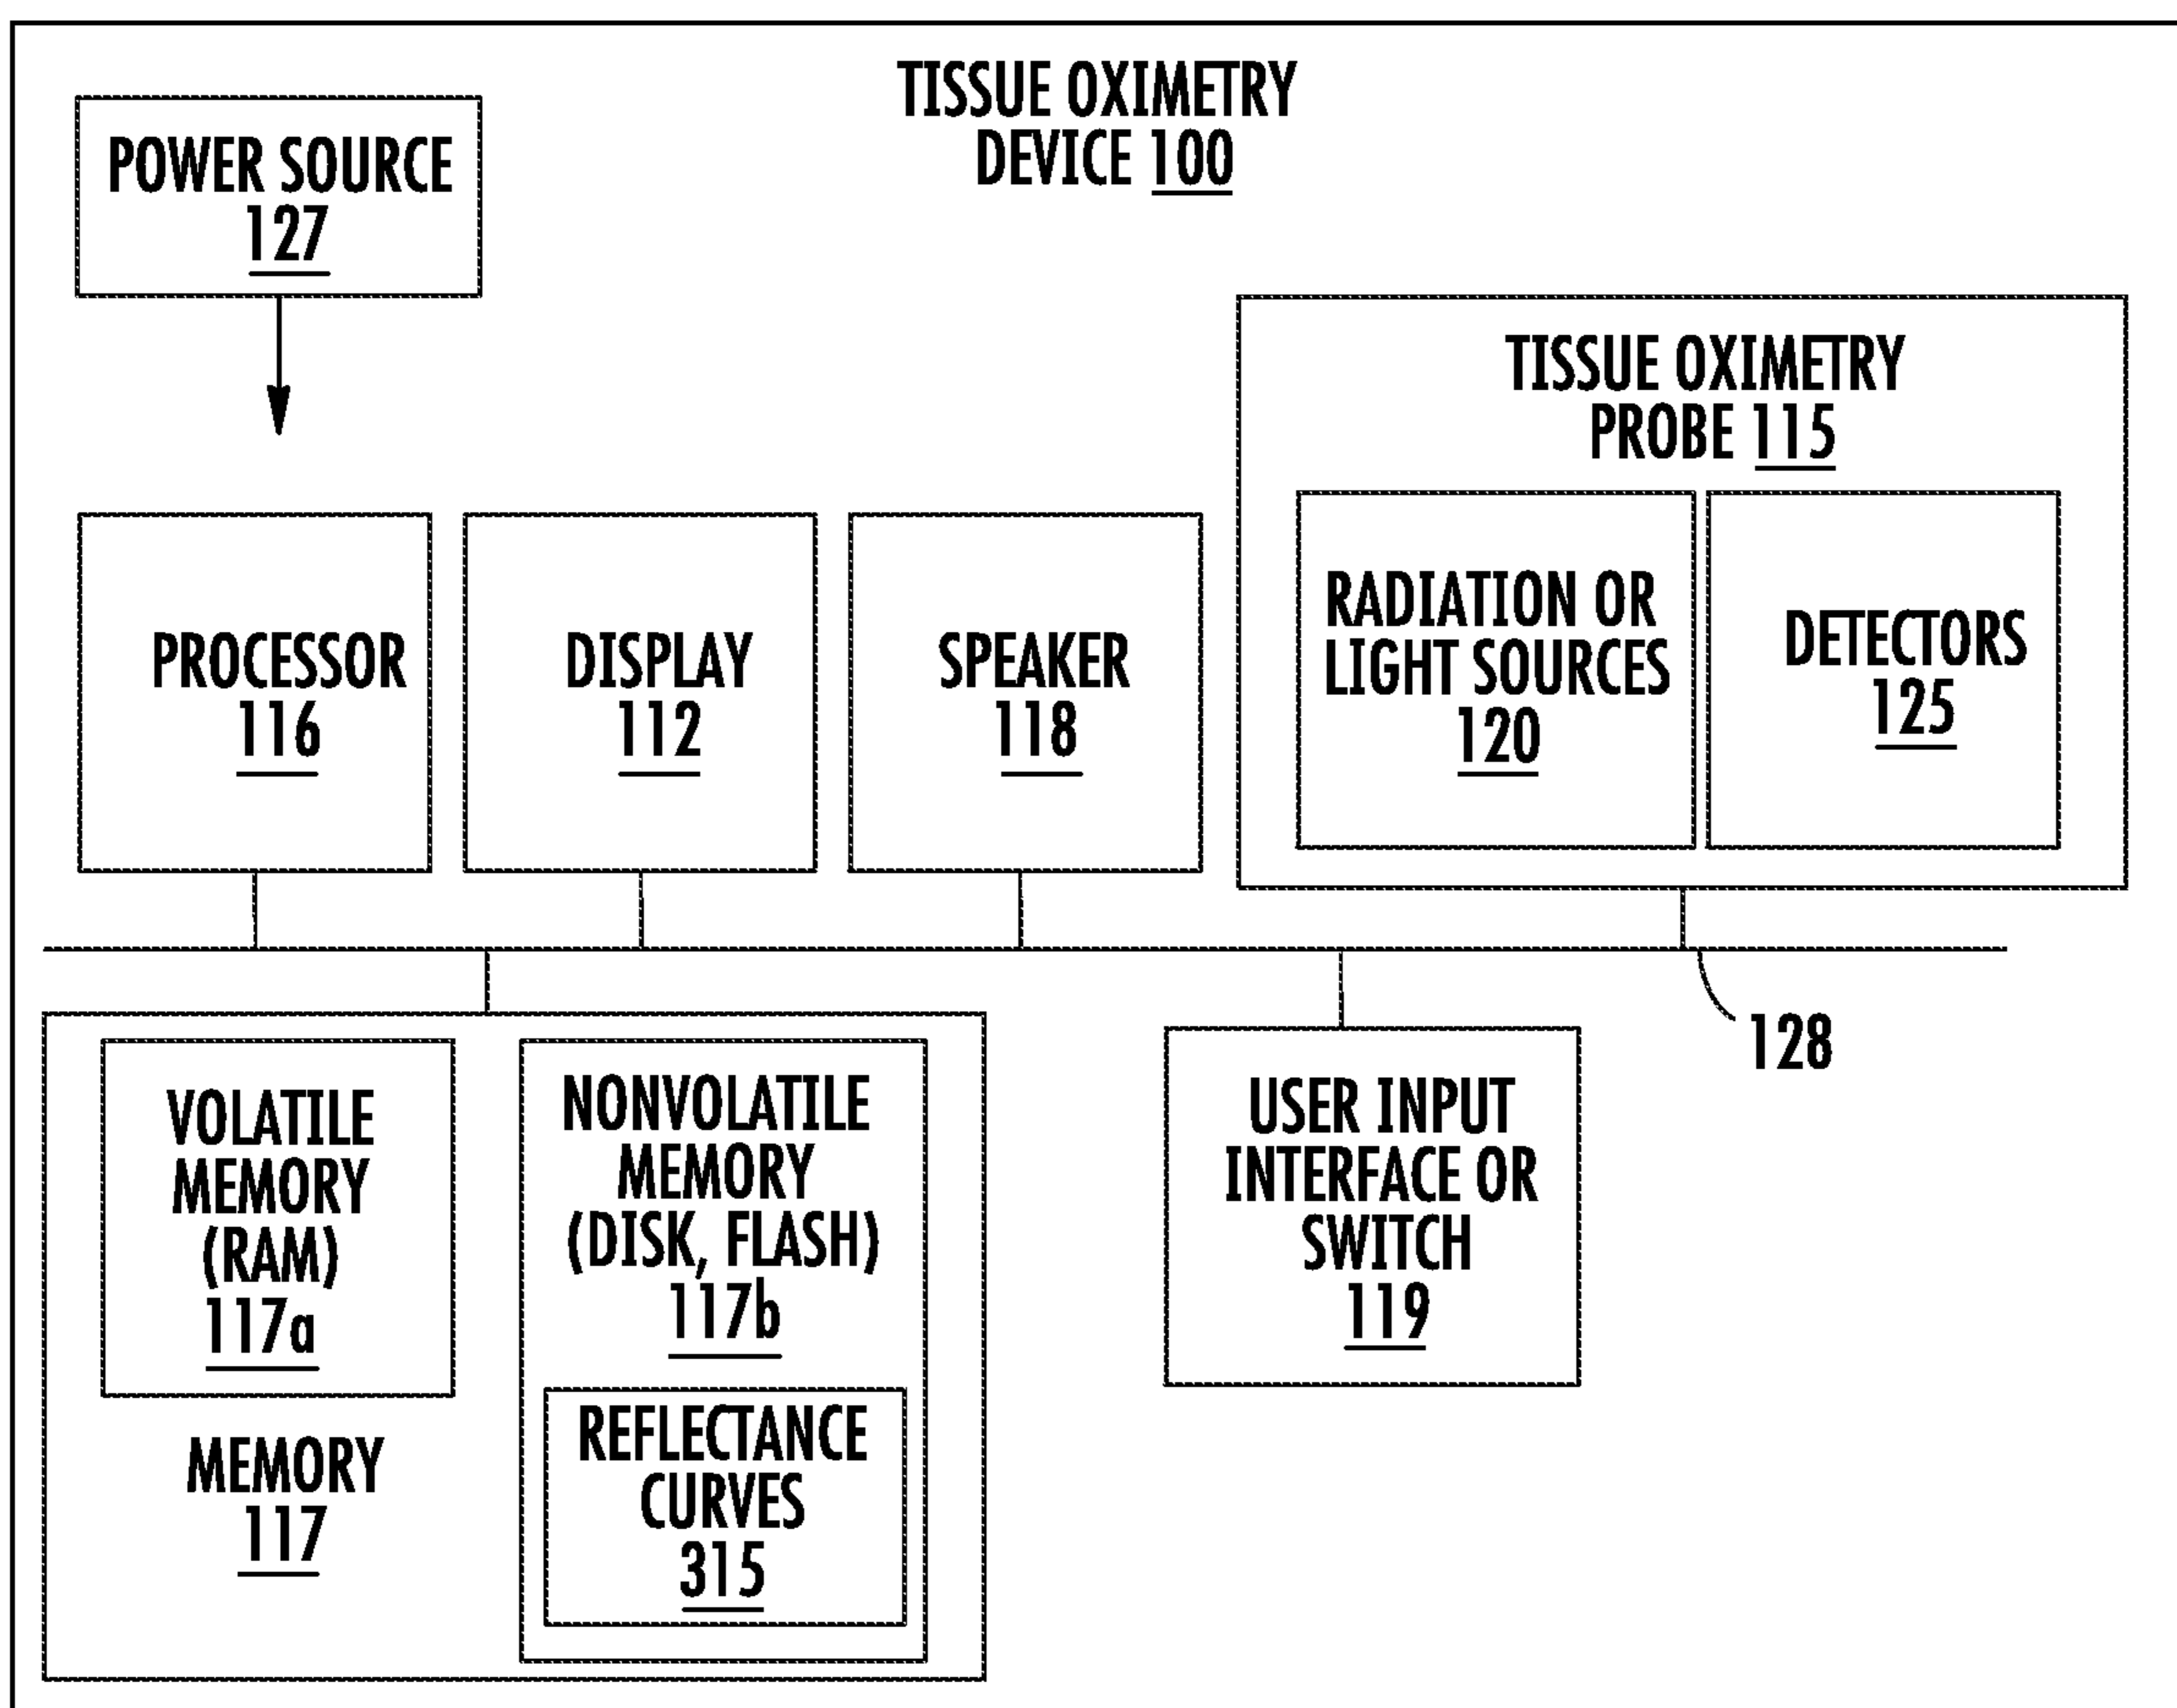 TISSUE OXIMETRY
DEVICE 100
POWER SOURCE
127
TISSUE OXIMETRY
PROBE 115
PROCESSOR
116
DISPLAY
112
SPEAKER
118
RADIATION OR
LIGHT SOURCES
120
DETECTORS
125
128
VOLATILE
MEMORY
(RAM)
117a
MEMORY
117
NONVOLATILE
MEMORY
(DISK, FLASH)
117b
REFLECTANCE
CURVES
315
USER INPUT
INTERFACE OR
SWITCH
119